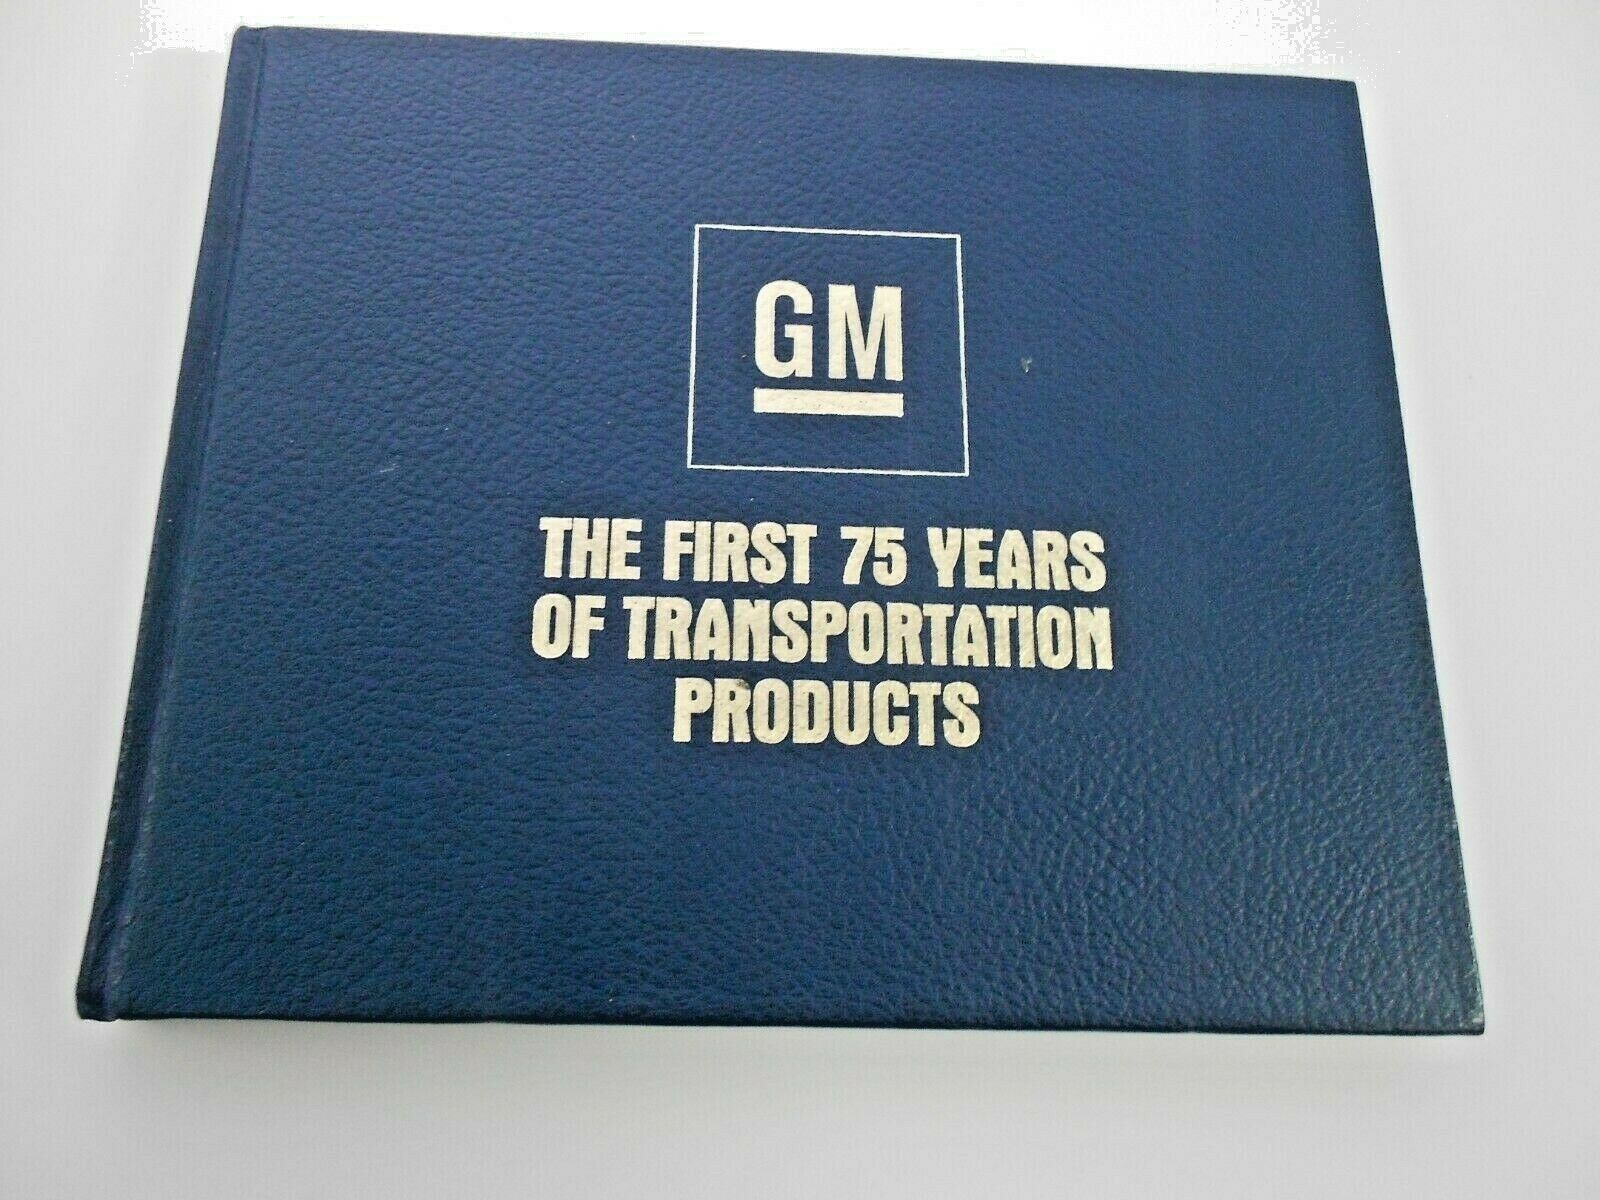 GM
THE FIRST 75 YEARS
OF TRANSPORTATION
PRODUCTS